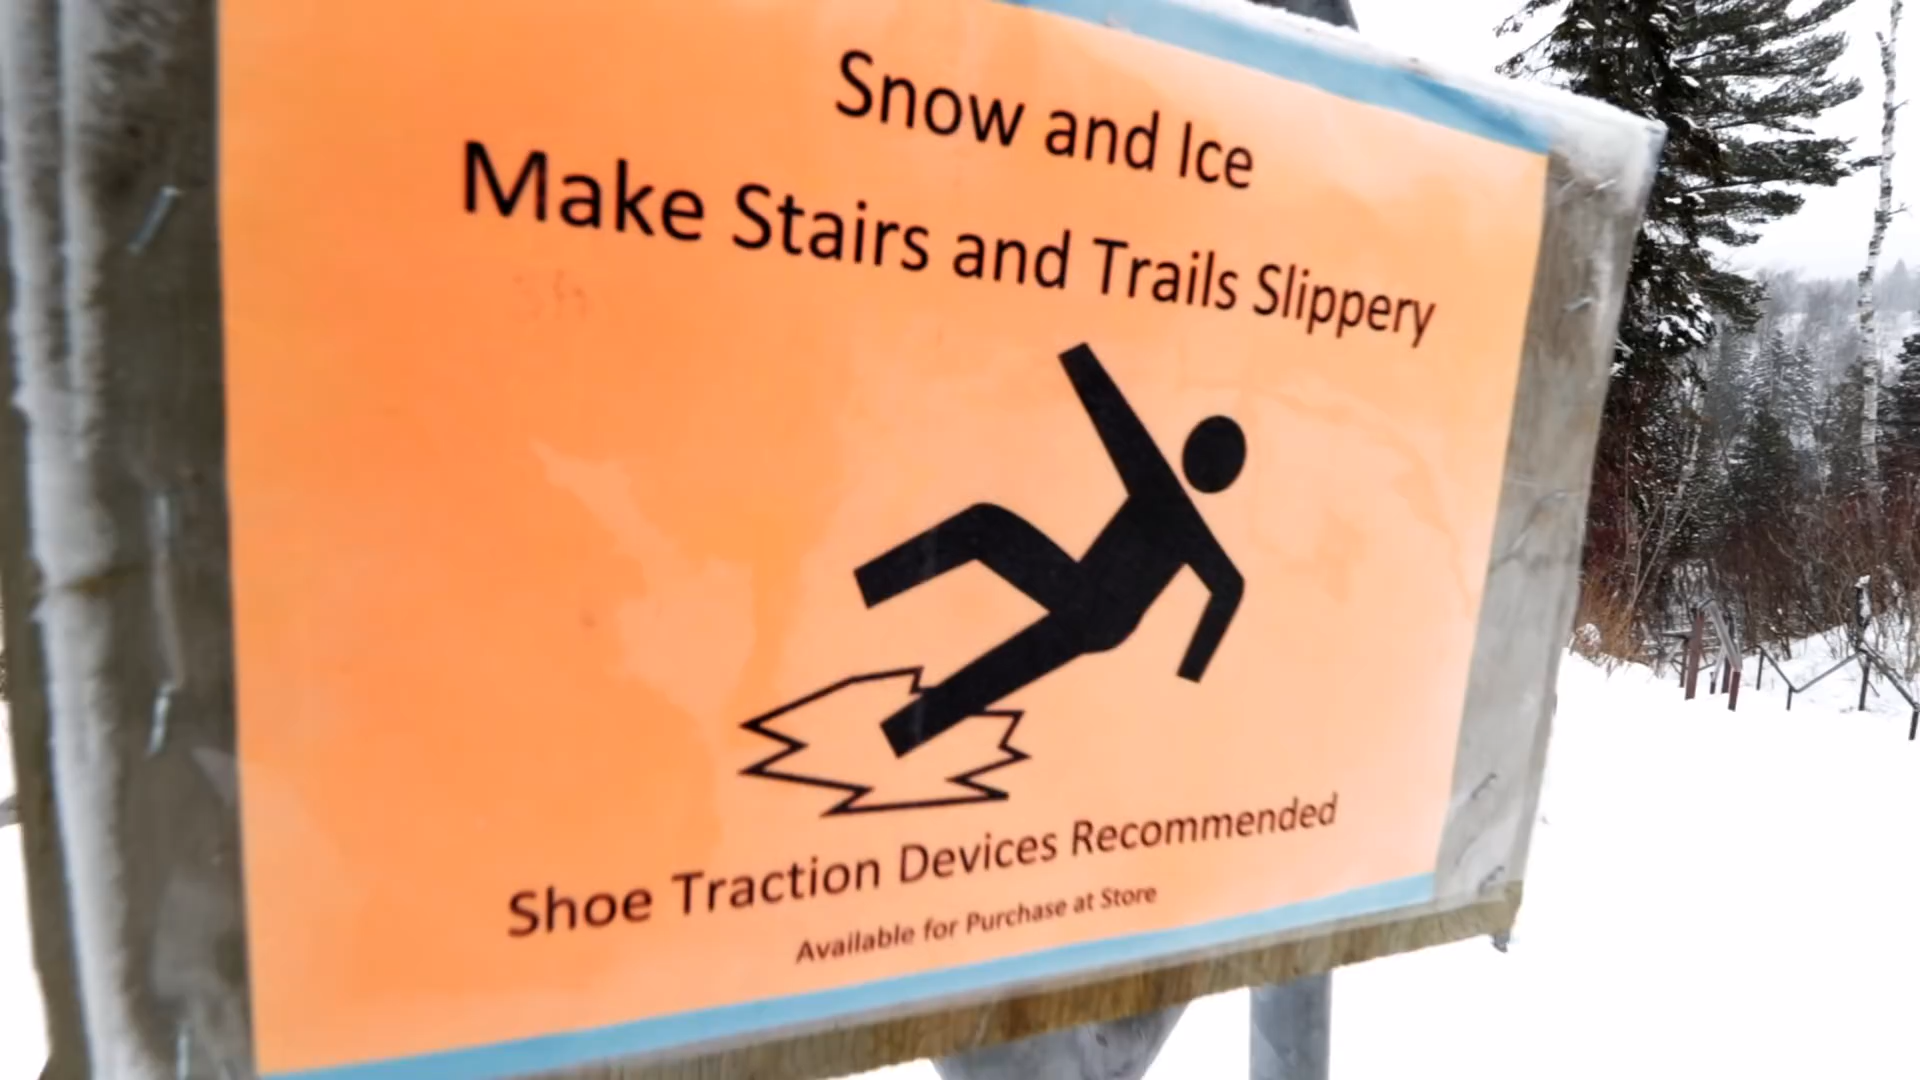 Snow and Ice
Make Stairs and Trails Slippery
Shoe Traction Devices Recommended
Available for Purchase at Store